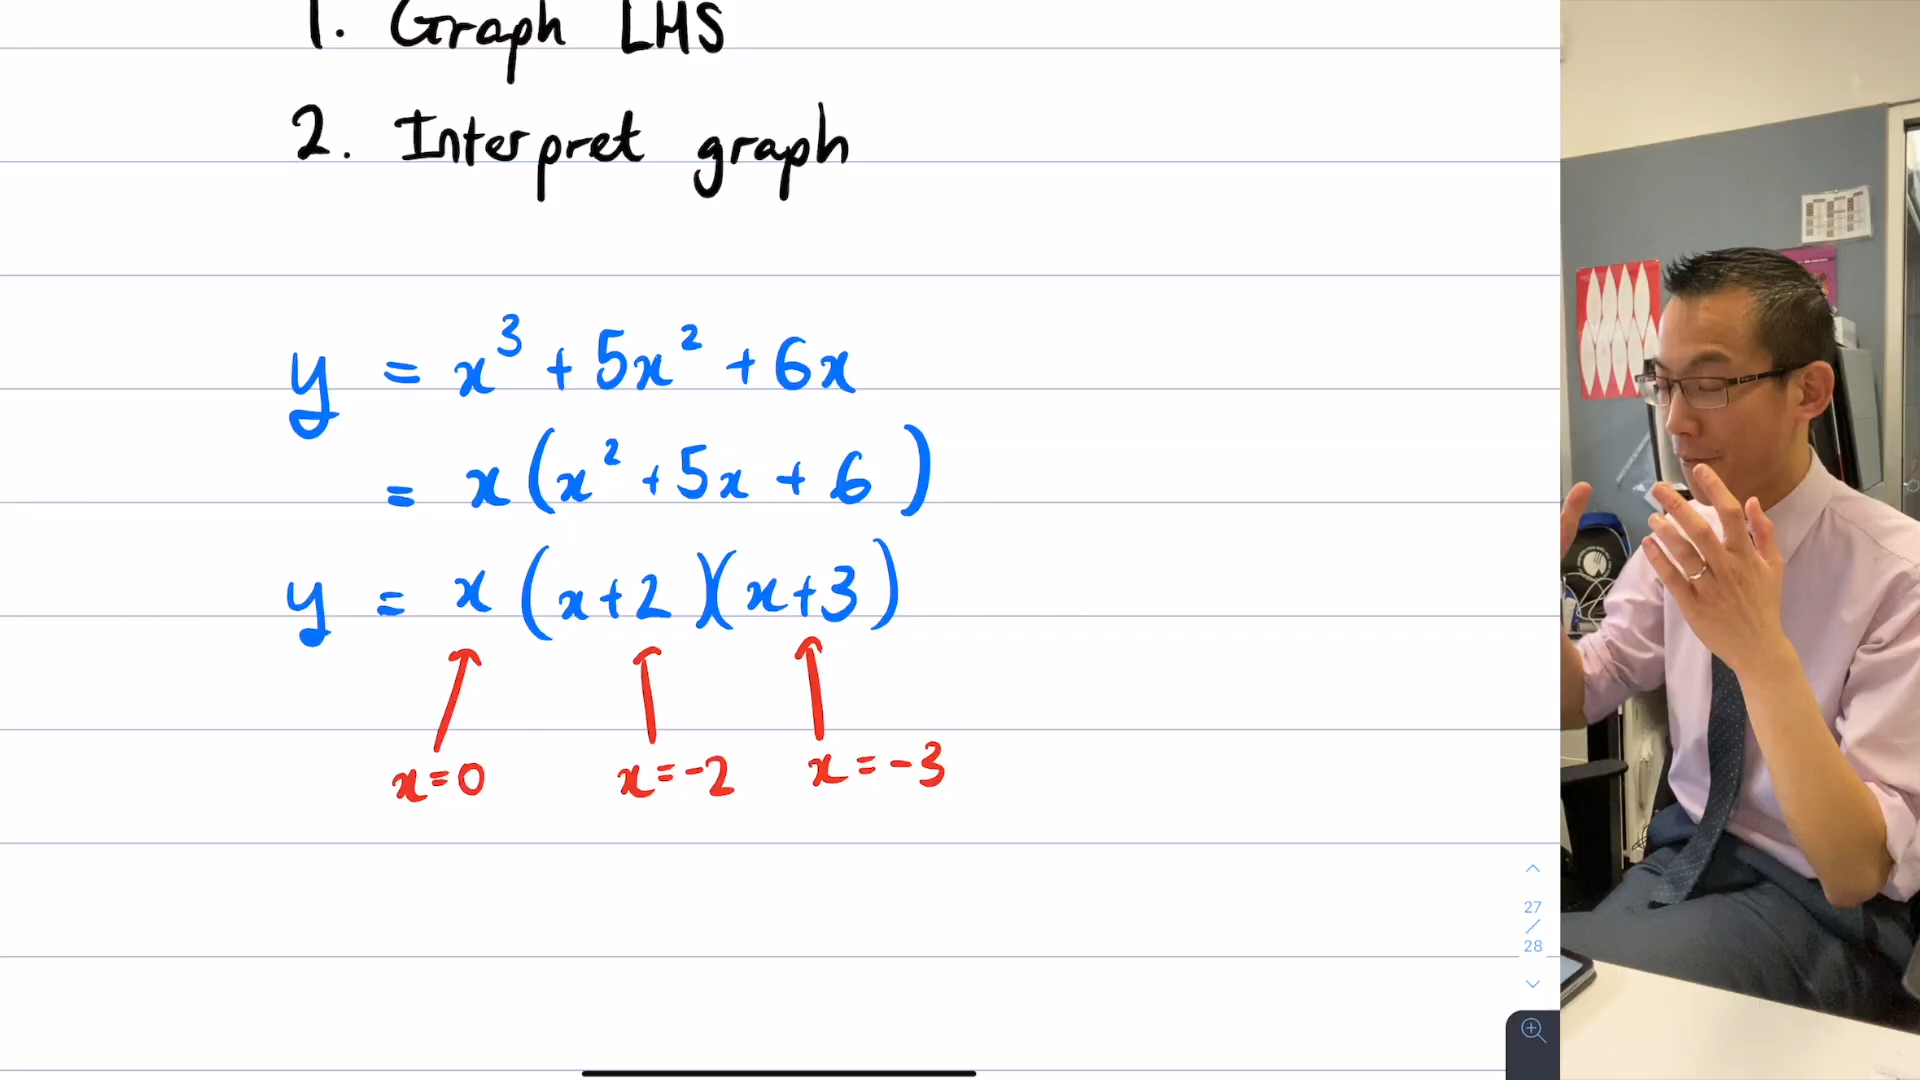 1. Graph LHS
2. Interpret graph
y = x³ + 5x² + 6x
= x(x² + 5x + 6)
y = x(x+2)(x+3)
x=0 x=-2 x=-3
27
/
28